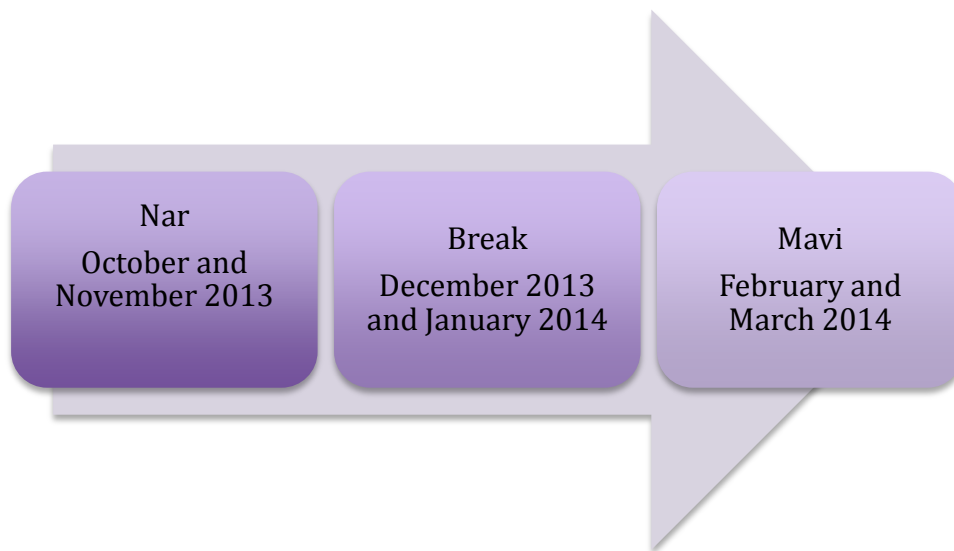 Nar
October and
November 2013
Break
December 2013
and January 2014
Mavi
February and
March 2014